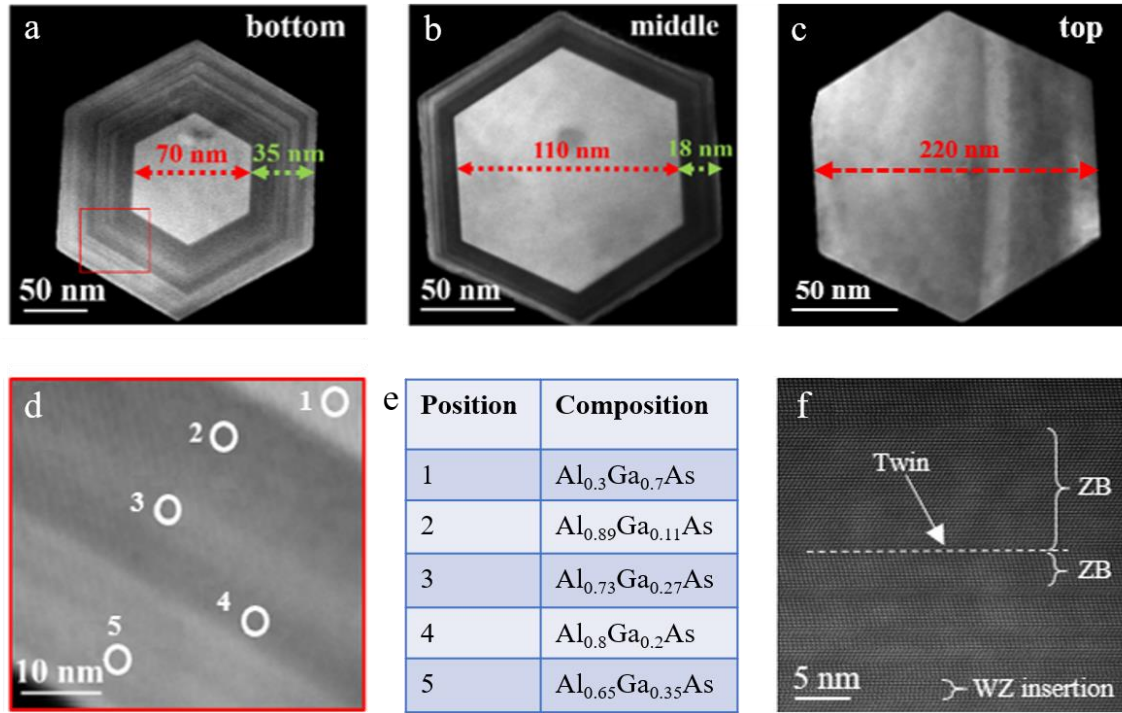 a bottom
70 nm 35 nm
50 nm
b middle
110 nm 18 nm
50 nm
c top
220 nm
50 nm
d
1
2
3
4
5
10 nm
e
Position Composition
1 Al₀.₃Ga₀.₇As
2 Al₀.₈₉Ga₀.₁₁As
3 Al₀.₇₃Ga₀.₂₇As
4 Al₀.₈Ga₀.₂As
5 Al₀.₆₅Ga₀.₃₅As
f
Twin
ZB
ZB
WZ insertion
5 nm